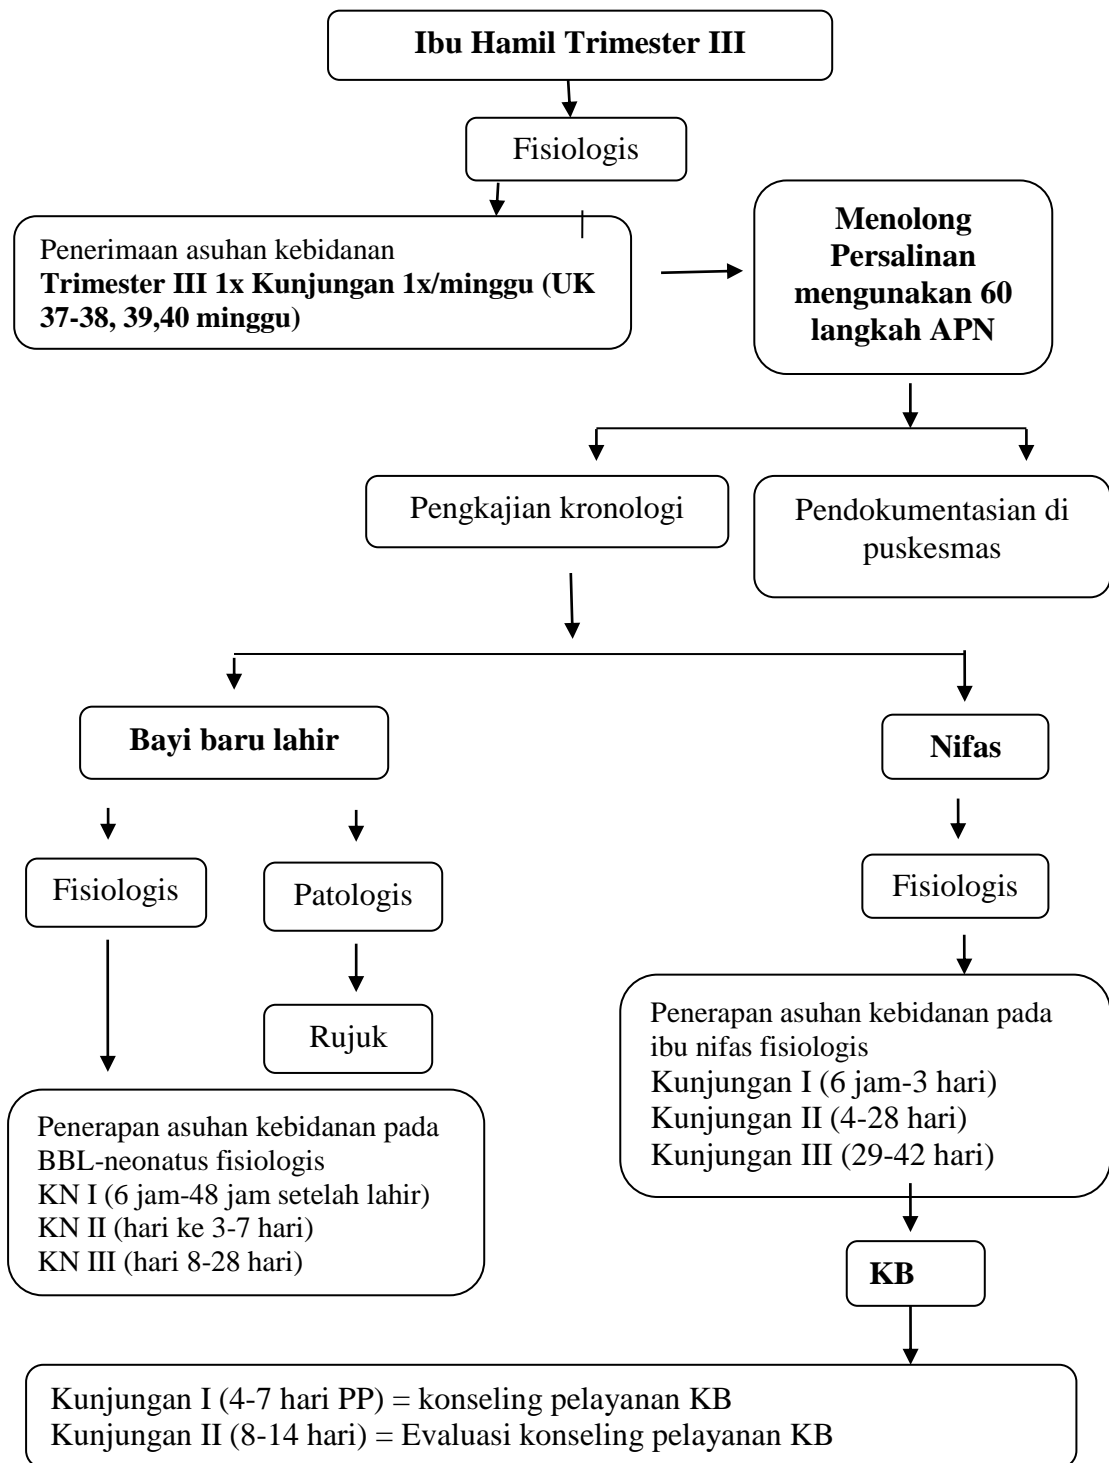 Ibu Hamil Trimester III
Fisiologis
Penerimaan asuhan kebidanan
Trimester III 1x Kunjungan 1x/minggu (UK
37-38, 39,40 minggu)
Menolong
Persalinan
mengunakan 60
langkah APN
Pengkajian kronologi
Pendokumentasian di
puskesmas
Bayi baru lahir
Nifas
Fisiologis
Patologis
Fisiologis
Rujuk
Penerapan asuhan kebidanan pada
ibu nifas fisiologis
Kunjungan I (6 jam-3 hari)
Kunjungan II (4-28 hari)
Kunjungan III (29-42 hari)
Penerapan asuhan kebidanan pada
BBL-neonatus fisiologis
KN I (6 jam-48 jam setelah lahir)
KN II (hari ke 3-7 hari)
KN III (hari 8-28 hari)
KB
Kunjungan I (4-7 hari PP) = konseling pelayanan KB
Kunjungan II (8-14 hari) = Evaluasi konseling pelayanan KB